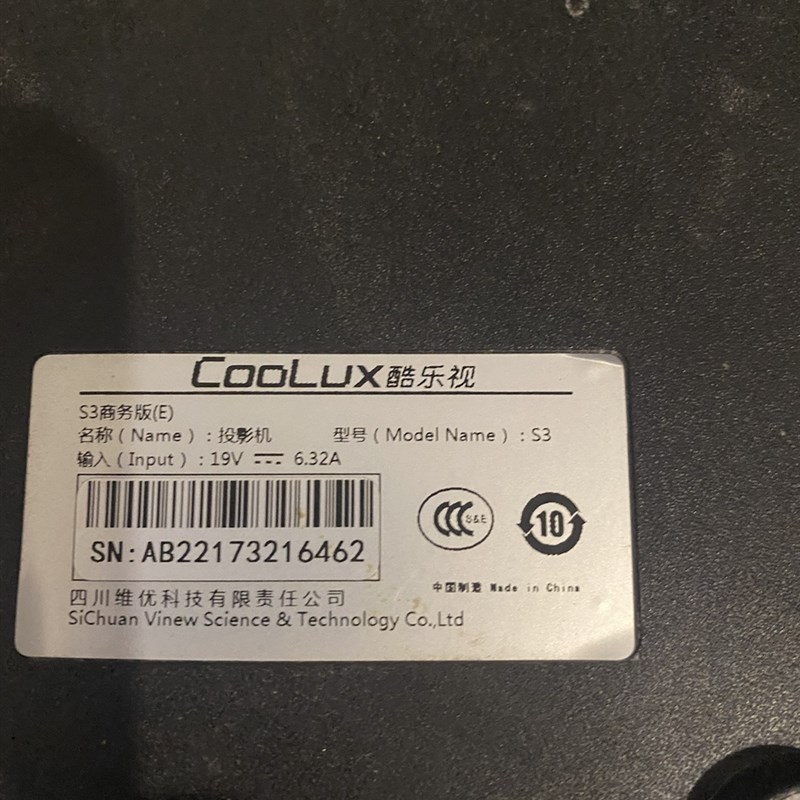 CooLux酷乐视
S3商务版(E)
名称（Name）：投影机 型号（Model Name）：S3
输入（Input）：19V ⎓ 6.32A
SN:AB22173216462
CCC S&E
10
中国制造 Made in China
四川维优科技有限责任公司
SiChuan Vinew Science & Technology Co.,Ltd